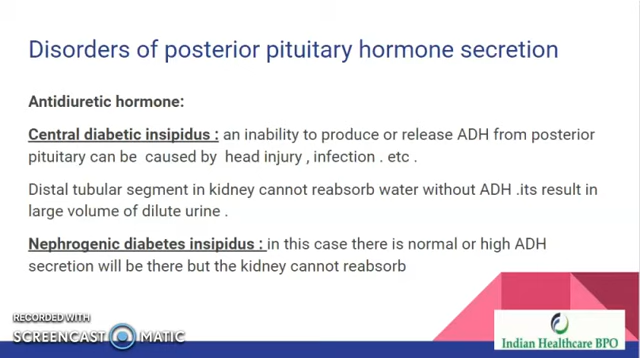 Disorders of posterior pituitary hormone secretion
Antidiuretic hormone:
Central diabetic insipidus : an inability to produce or release ADH from posterior
pituitary can be caused by head injury , infection . etc .
Distal tubular segment in kidney cannot reabsorb water without ADH .its result in
large volume of dilute urine .
Nephrogenic diabetes insipidus : in this case there is normal or high ADH
secretion will be there but the kidney cannot reabsorb
RECORDED WITH
SCREENCAST MATIC
Indian Healthcare BPO